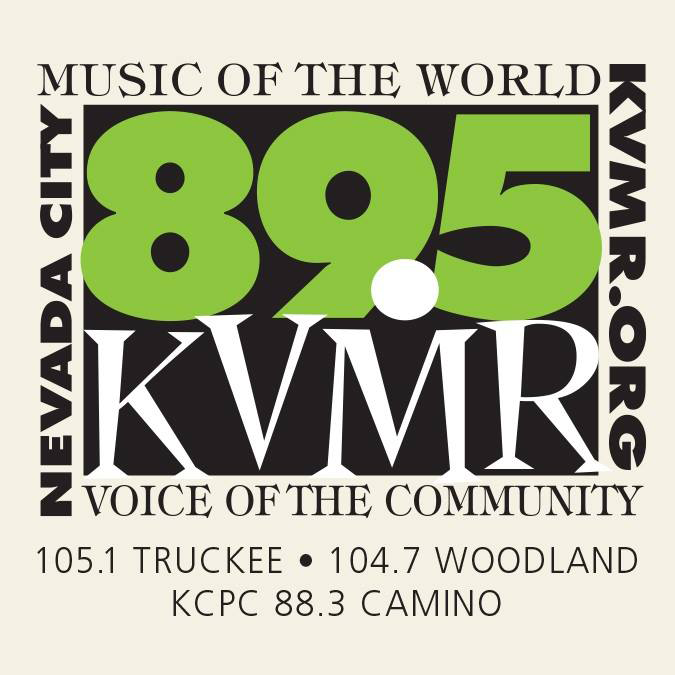 MUSIC OF THE WORLD
NEVADA CITY
89.5
KVMR
KVMR.ORG
VOICE OF THE COMMUNITY
105.1 TRUCKEE • 104.7 WOODLAND
KCPC 88.3 CAMINO